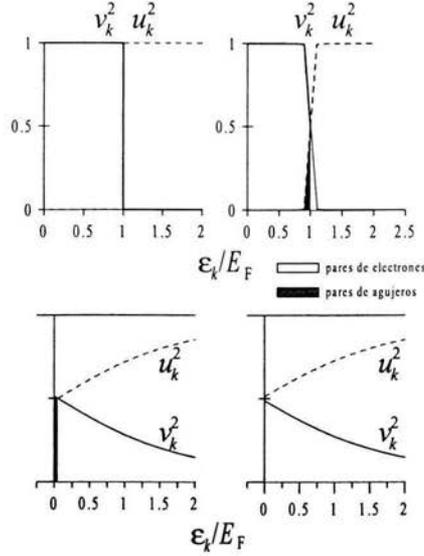 v_k^2 u_k^2 v_k^2 u_k^2
1 1
0.5 0.5
0 0
0 0.5 1 1.5 2 0 0.5 1 1.5 2 2.5
ε_k/E_F ε_k/E_F
pares de electrones
pares de agujeros
u_k^2 u_k^2
v_k^2 v_k^2
0 0.5 1 1.5 2 0 0.5 1 1.5 2
ε_k/E_F